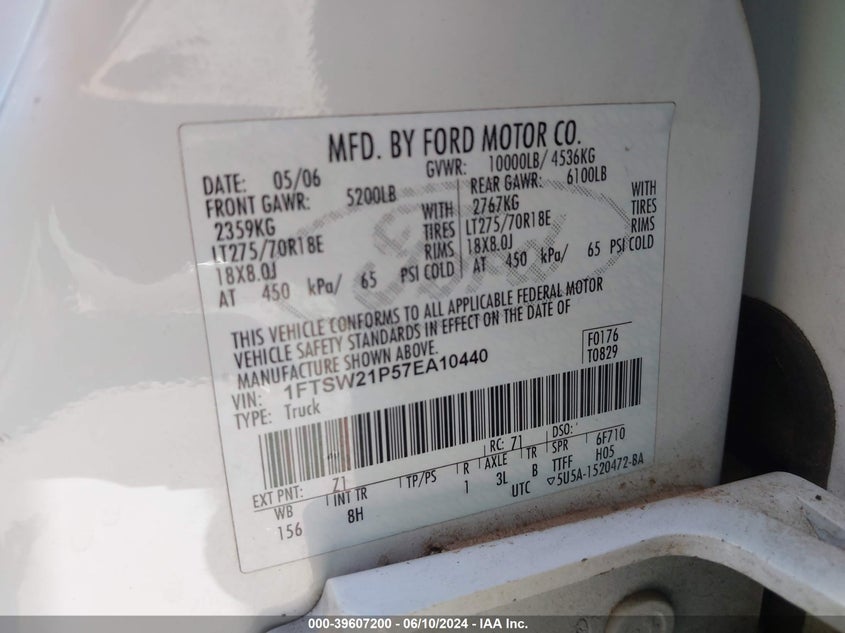 MFD. BY FORD MOTOR CO.
DATE: 05/06 GVWR: 10000LB/ 4536KG
FRONT GAWR: 5200LB REAR GAWR: 6100LB
2359KG WITH 2767KG WITH
LT275/70R18E TIRES LT275/70R18E TIRES
18X8.0J RIMS 18X8.0J RIMS
AT 450 kPa/ 65 PSI COLD AT 450 kPa/ 65 PSI COLD
Ford
THIS VEHICLE CONFORMS TO ALL APPLICABLE FEDERAL MOTOR
VEHICLE SAFETY STANDARDS IN EFFECT ON THE DATE OF
MANUFACTURE SHOWN ABOVE.
VIN: 1FTSW21P57EA10440 F0176
TYPE: Truck T0829
EXT PNT: Z1 RC: 71 DSO:
WB INT TR TP/PS R AXLE TR SPR 6F710
156 8H 1 3L B TTFF H05
UTC ▽5U5A-1520472-BA
000-39607200 - 06/10/2024 - IAA Inc.